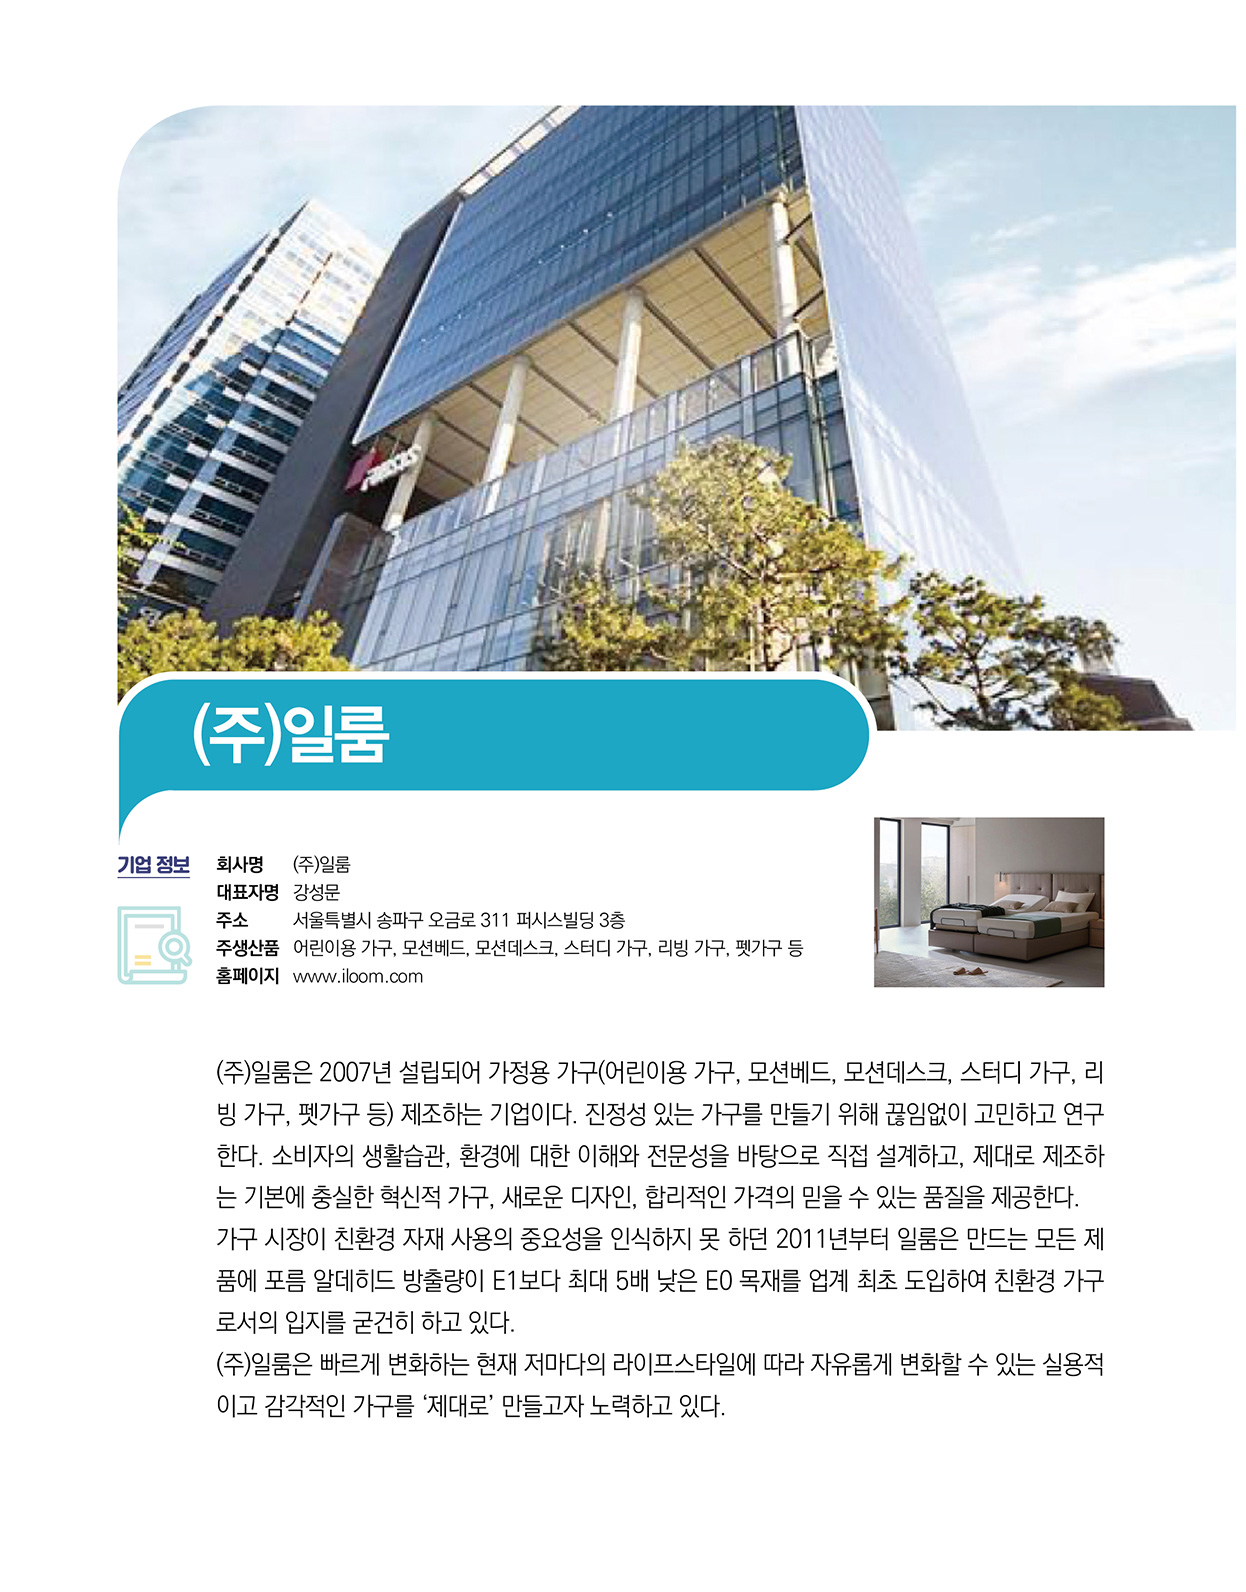 (주)일룸
기업 정보
회사명 (주)일룸
대표자명 강성문
주소 서울특별시 송파구 오금로 311 퍼시스빌딩 3층
주생산품 어린이용 가구, 모션베드, 모션데스크, 스터디 가구, 리빙 가구, 펫가구 등
홈페이지 www.iloom.com
(주)일룸은 2007년 설립되어 가정용 가구(어린이용 가구, 모션베드, 모션데스크, 스터디 가구, 리
빙 가구, 펫가구 등) 제조하는 기업이다. 진정성 있는 가구를 만들기 위해 끊임없이 고민하고 연구
한다. 소비자의 생활습관, 환경에 대한 이해와 전문성을 바탕으로 직접 설계하고, 제대로 제조하
는 기본에 충실한 혁신적 가구, 새로운 디자인, 합리적인 가격의 믿을 수 있는 품질을 제공한다.
가구 시장이 친환경 자재 사용의 중요성을 인식하지 못 하던 2011년부터 일룸은 만드는 모든 제
품에 포름 알데히드 방출량이 E1보다 최대 5배 낮은 E0 목재를 업계 최초 도입하여 친환경 가구
로서의 입지를 굳건히 하고 있다.
(주)일룸은 빠르게 변화하는 현재 저마다의 라이프스타일에 따라 자유롭게 변화할 수 있는 실용적
이고 감각적인 가구를 ‘제대로’ 만들고자 노력하고 있다.